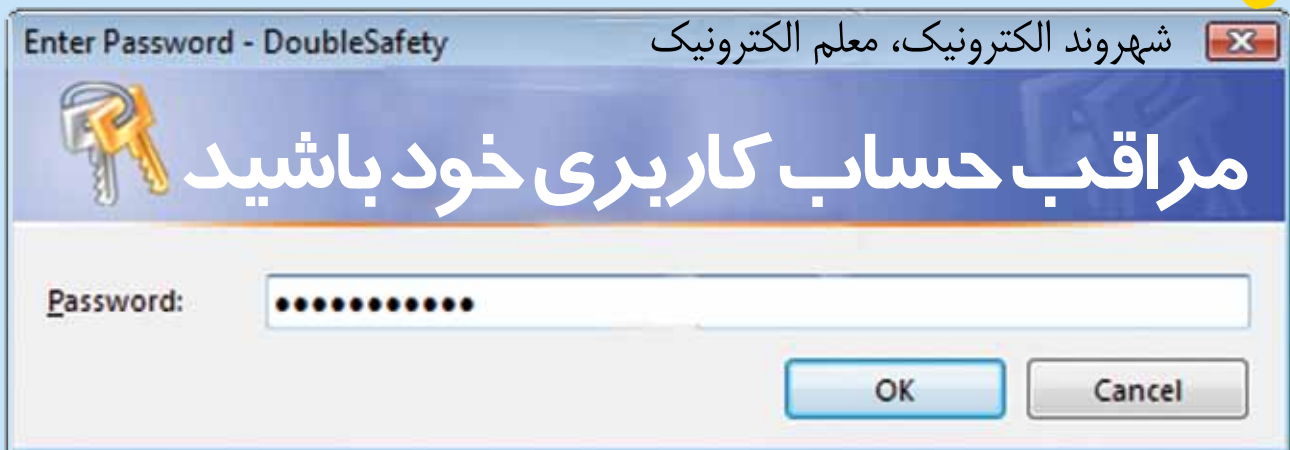 Enter Password - DoubleSafety
شهروند الکترونیک، معلم الکترونیک
مراقب حساب کاربری خود باشید
Password: •••••••••••
OK
Cancel